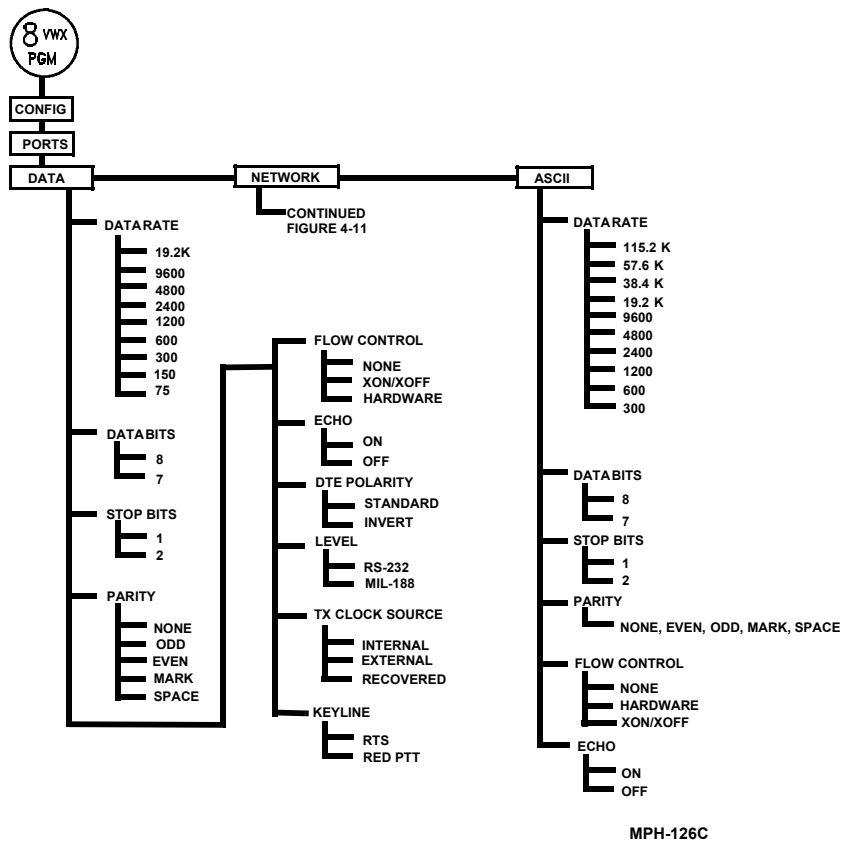 8 VWX
PGM
CONFIG
PORTS
DATA
NETWORK
ASCII
CONTINUED
FIGURE 4-11
DATA RATE
19.2K
9600
4800
2400
1200
600
300
150
75
DATA BITS
8
7
STOP BITS
1
2
PARITY
NONE
ODD
EVEN
MARK
SPACE
FLOW CONTROL
NONE
XON/XOFF
HARDWARE
ECHO
ON
OFF
DTE POLARITY
STANDARD
INVERT
LEVEL
RS-232
MIL-188
TX CLOCK SOURCE
INTERNAL
EXTERNAL
RECOVERED
KEYLINE
RTS
RED PTT
DATA RATE
115.2 K
57.6 K
38.4 K
19.2 K
9600
4800
2400
1200
600
300
DATA BITS
8
7
STOP BITS
1
2
PARITY
NONE, EVEN, ODD, MARK, SPACE
FLOW CONTROL
NONE
HARDWARE
XON/XOFF
ECHO
ON
OFF
MPH-126C